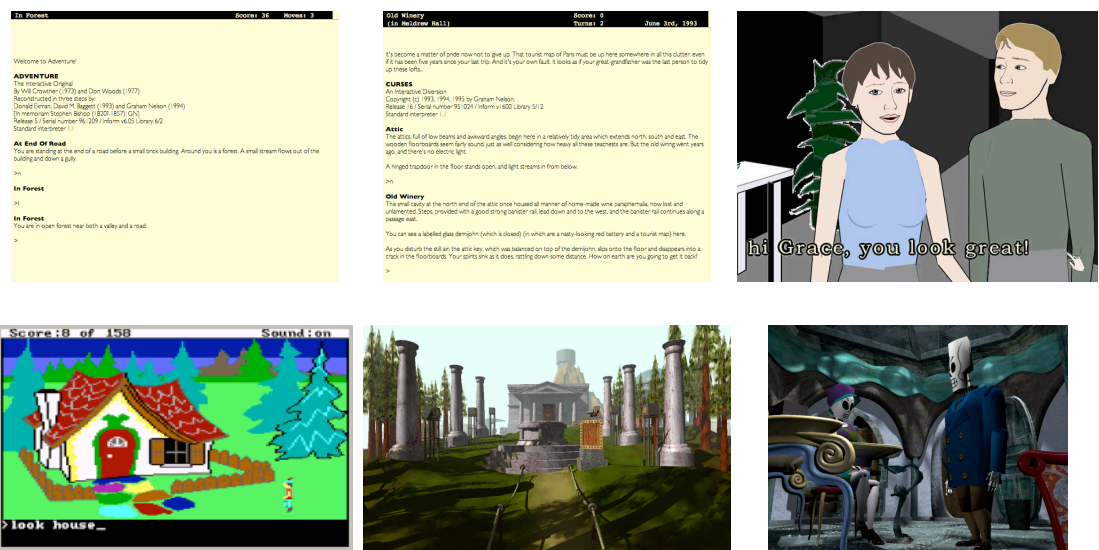 In Forest Score: 36 Moves: 3
Welcome to Adventure!
ADVENTURE
The Interactive Original
By Will Crowther (1973) and Don Woods (1977)
Reconstructed in three steps by:
Donald Ekman, David M. Baggett (1993) and Graham Nelson (1994)
[In memoriam Stephen Bishop (1820?-1857): GN]
Release 5 / Serial number 961209 / Inform v6.05 Library 6/2
Standard interpreter 1.1
At End Of Road
You are standing at the end of a road before a small brick building. Around you is a forest. A small stream flows out of the
building and down a gully.
>n
In Forest
>l
In Forest
You are in open forest near both a valley and a road.
>
Old Winery Score: 0
(in Meldrew Hall) Turns: 2 June 3rd, 1993
It's become a matter of pride now not to give up. That tourist map of Paris must be up here somewhere in all this clutter, even
if it has been five years since your last trip. And it's your own fault. It looks as if your great-grandfather was the last person to tidy
up these lofts...
CURSES
An Interactive Diversion
Copyright (c) 1993, 1994, 1995 by Graham Nelson.
Release 16 / Serial number 951024 / Inform v1600 Library 5/12
Standard interpreter 1.1
Attic
The attics, full of low beams and awkward angles, begin here in a relatively tidy area which extends north, south and east. The
wooden floorboards seem fairly sound, just as well considering how heavy all these teachests are. But the old wiring went years
ago, and there's no electric light.
A hinged trapdoor in the floor stands open, and light streams in from below.
>n
Old Winery
This small cavity at the north end of the attic once housed all manner of home-made wine paraphernalia, now lost and
unlamented. Steps, provided with a good strong banister rail, lead down and to the west, and the banister rail continues along a
passage east.
You can see a labelled glass demijohn (which is closed) (in which are a nasty-looking red battery and a tourist map) here.
As you disturb the still air, the attic key, which was balanced on top of the demijohn, slips onto the floor and disappears into a
crack in the floorboards. Your spirits sink as it does, rattling down some distance. How on earth are you going to get it back?
>
hi Grace, you look great!
Score:8 of 158 Sound:on
>look house_